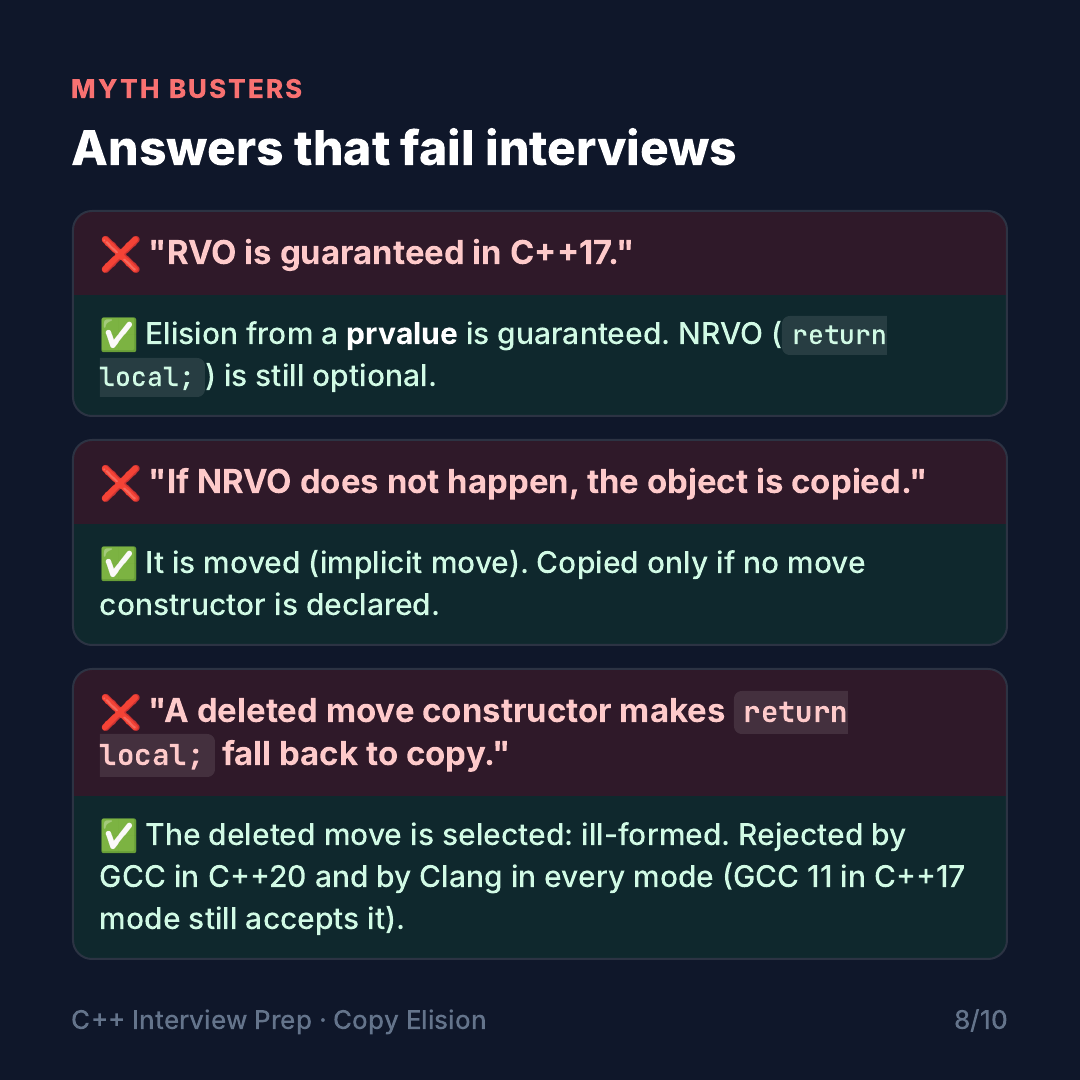 MYTH BUSTERS
Answers that fail interviews
❌ "RVO is guaranteed in C++17."
✅ Elision from a prvalue is guaranteed. NRVO ( return
local; ) is still optional.
❌ "If NRVO does not happen, the object is copied."
✅ It is moved (implicit move). Copied only if no move
constructor is declared.
❌ "A deleted move constructor makes return
local; fall back to copy."
✅ The deleted move is selected: ill-formed. Rejected by
GCC in C++20 and by Clang in every mode (GCC 11 in C++17
mode still accepts it).
C++ Interview Prep · Copy Elision
8/10